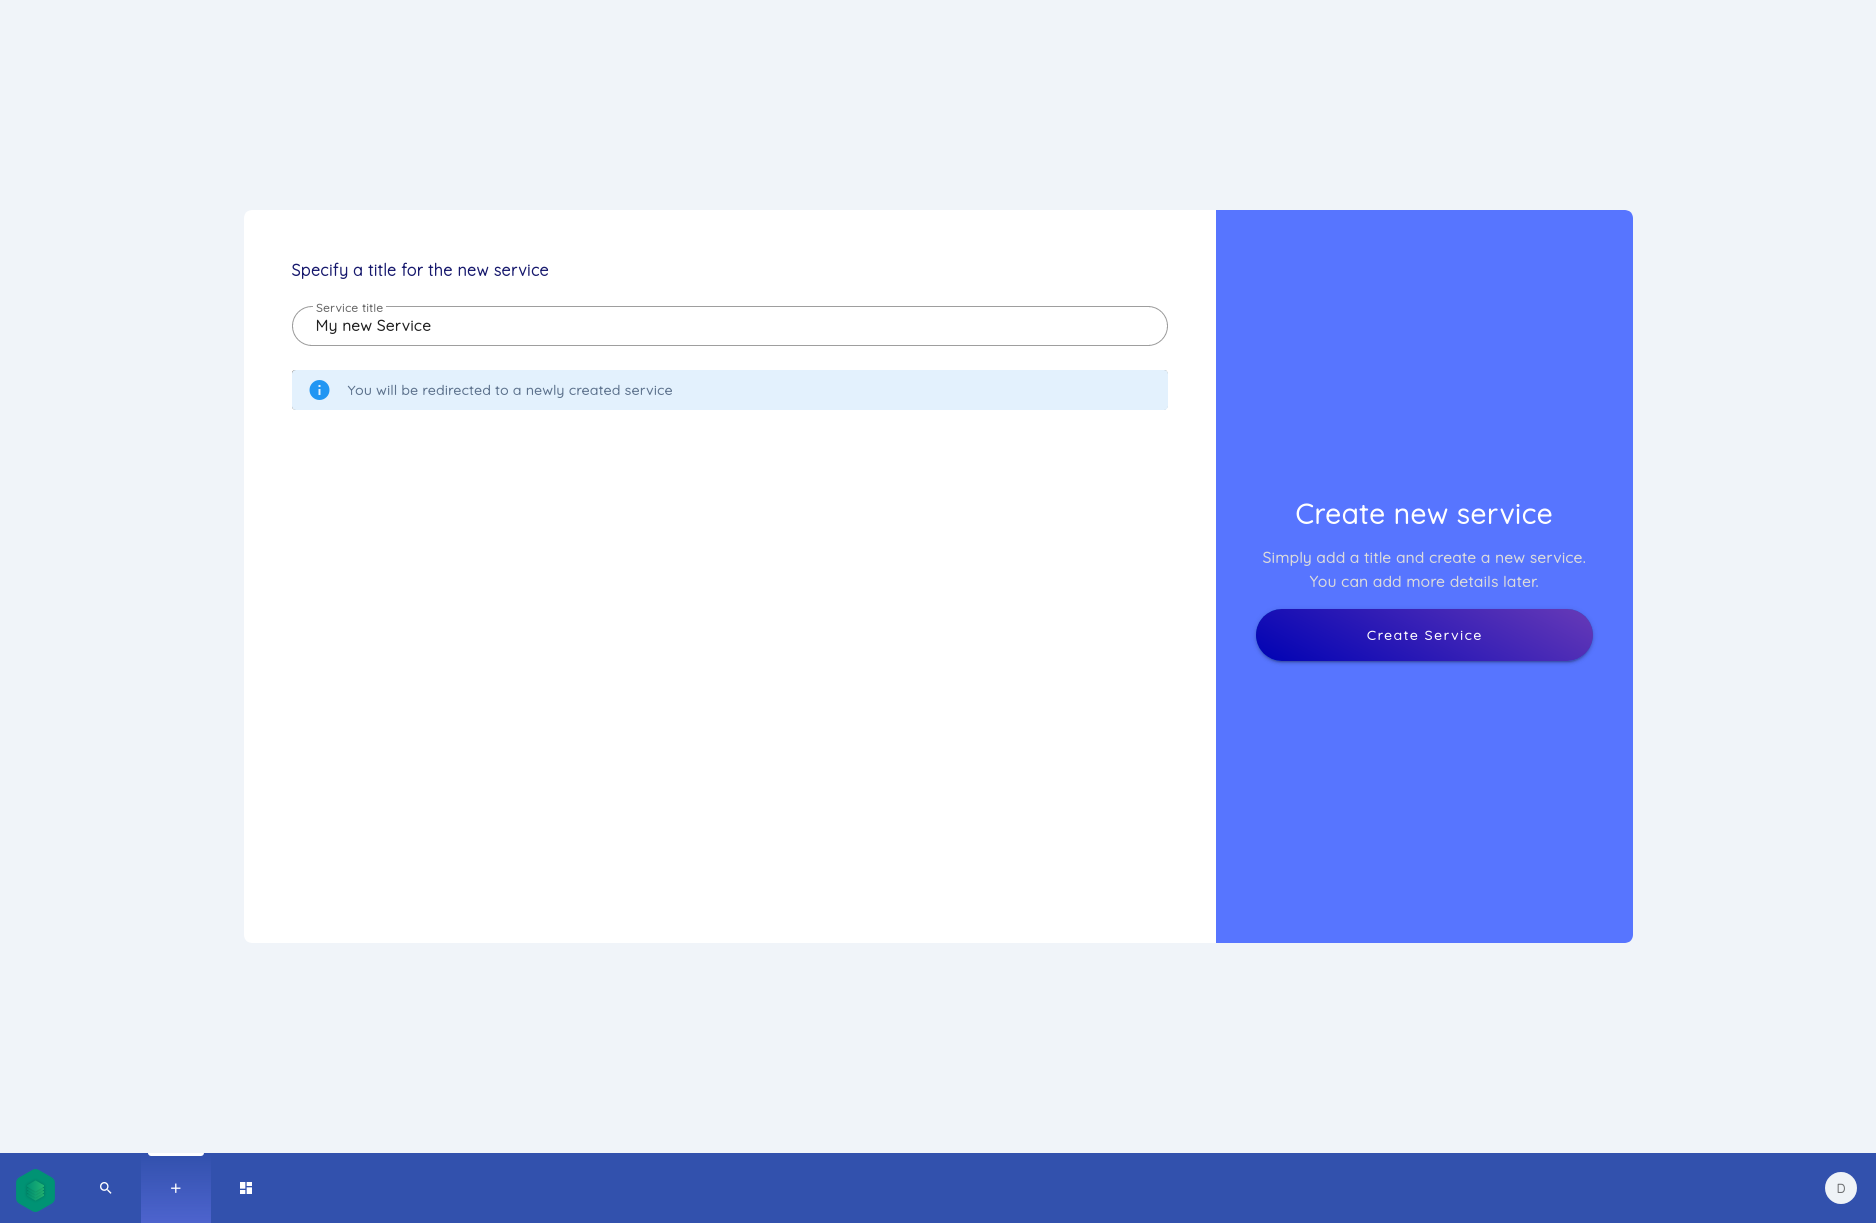 Specify a title for the new service
Service title
My new Service
You will be redirected to a newly created service
Create new service
Simply add a title and create a new service.
You can add more details later.
Create Service
D